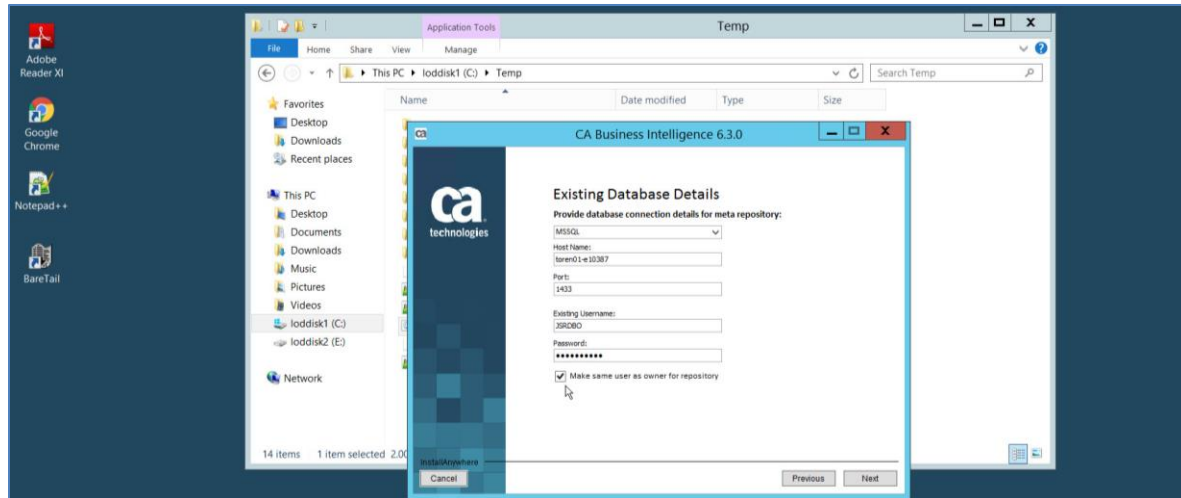 Adobe
Reader XI
Google
Chrome
Notepad++
BareTail
Application Tools
Temp
File Home Share View Manage
This PC loddisk1 (C:) Temp
Search Temp
Name Date modified Type Size
Favorites
Desktop
Downloads
Recent places
This PC
Desktop
Documents
Downloads
Music
Pictures
Videos
loddisk1 (C:)
loddisk2 (E:)
Network
14 items 1 item selected 2.00
ca CA Business Intelligence 6.3.0
ca
technologies
Existing Database Details
Provide database connection details for meta repository:
MSSQL
Host Name:
toren01-e10387
Port:
1433
Existing Username:
JSRDBO
Password:
Make same user as owner for repository
InstallAnywhere
Cancel Previous Next